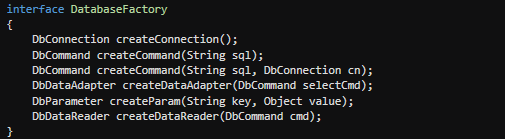 interface DatabaseFactory
{
    DbConnection createConnection();
    DbCommand createCommand(String sql);
    DbCommand createCommand(String sql, DbConnection cn);
    DbDataAdapter createDataAdapter(DbCommand selectCmd);
    DbParameter createParam(String key, Object value);
    DbDataReader createDataReader(DbCommand cmd);
}